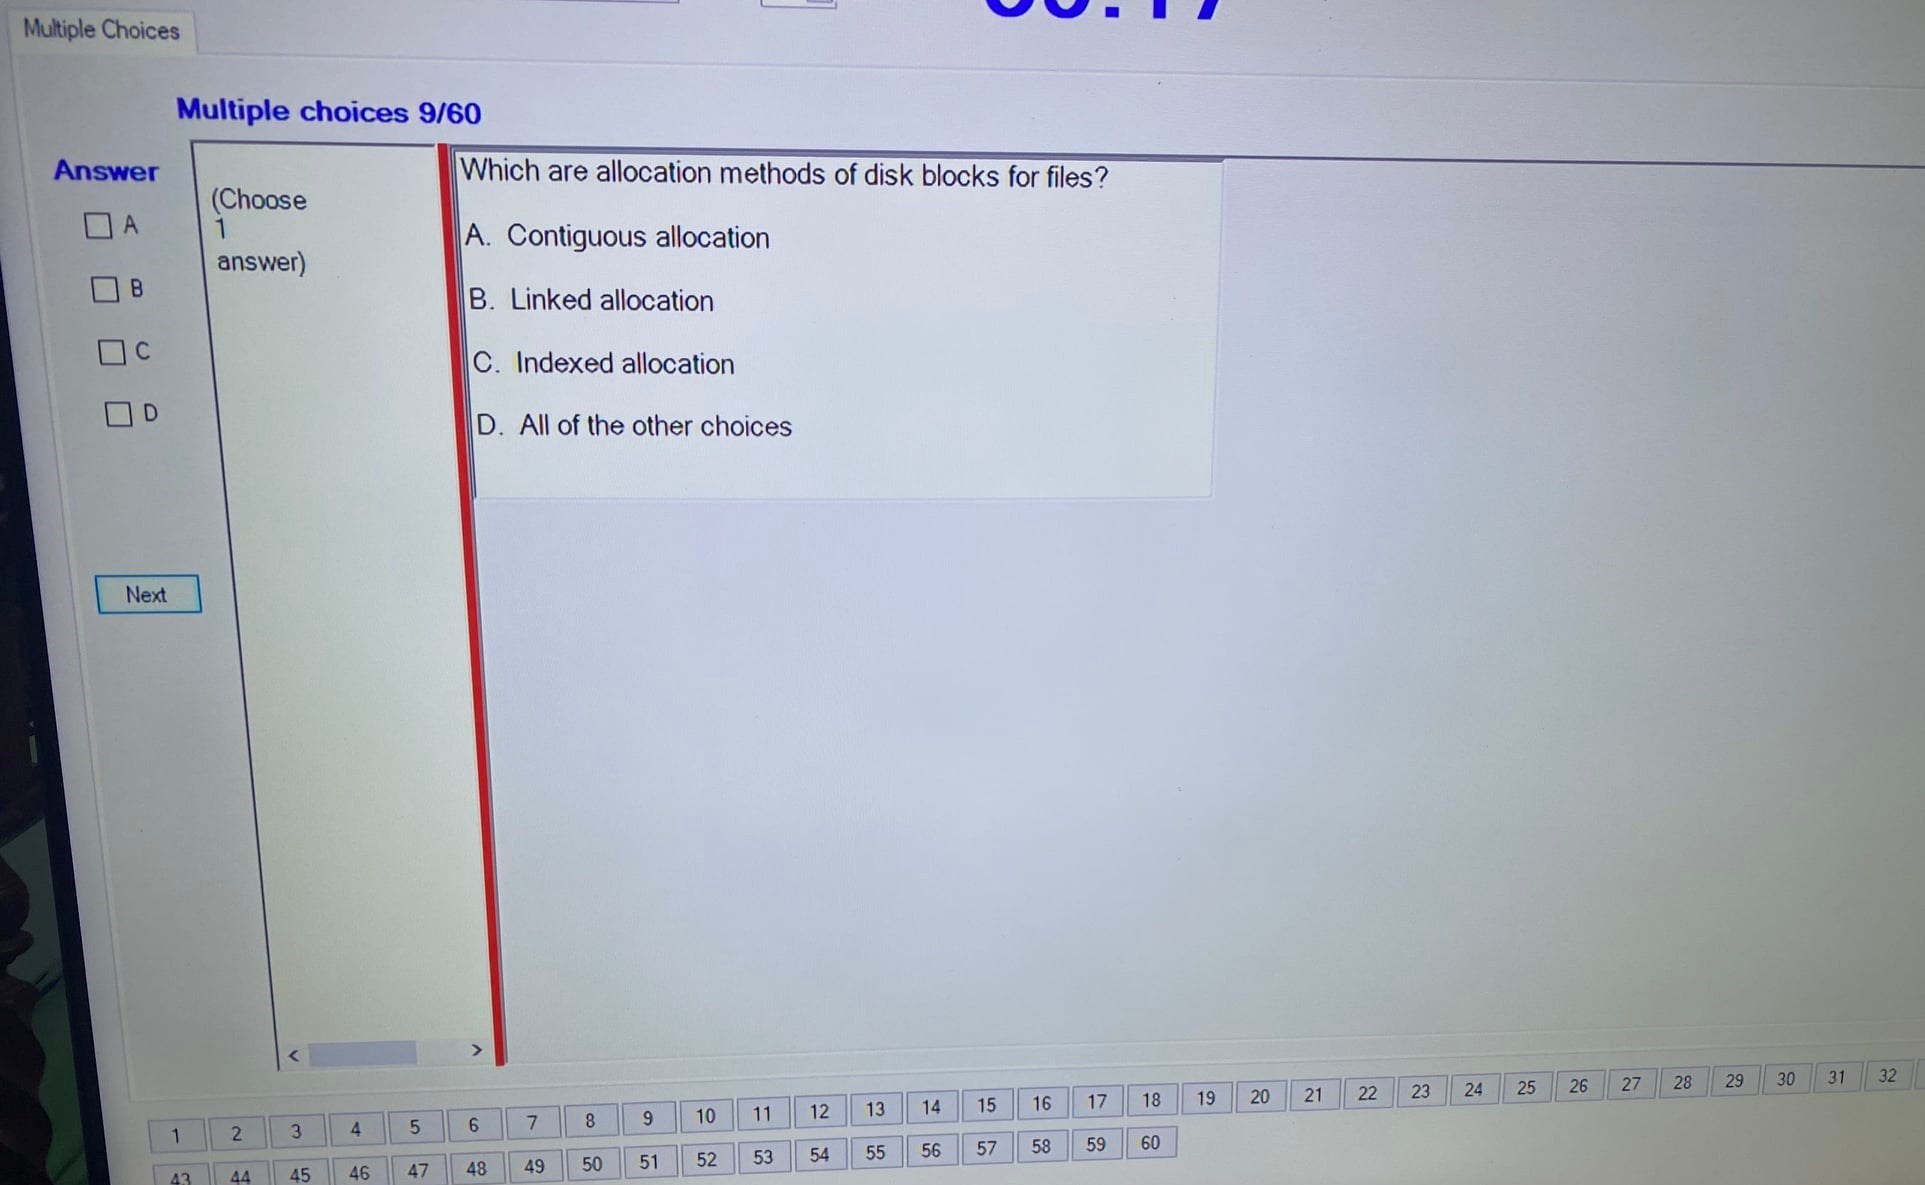 Multiple Choices
Multiple choices 9/60
Answer
A
B
C
D
Next
(Choose
1
answer)
Which are allocation methods of disk blocks for files?
A. Contiguous allocation
B. Linked allocation
C. Indexed allocation
D. All of the other choices
< >
1 2 3 4 5 6 7 8 9 10 11 12 13 14 15 16 17 18 19 20 21 22 23 24 25 26 27 28 29 30 31 32
43 44 45 46 47 48 49 50 51 52 53 54 55 56 57 58 59 60